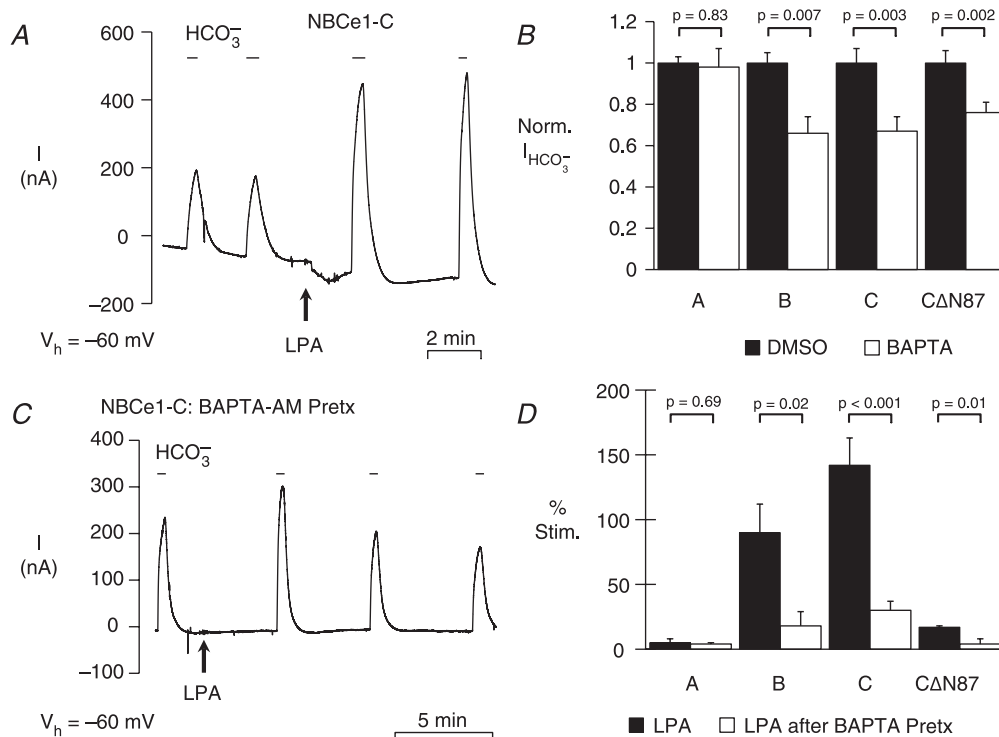 A
NBCe1-C
HCO₃⁻
600
400
200
0
−200
I
(nA)
LPA
Vₕ = −60 mV
2 min
B
p = 0.83
p = 0.007
p = 0.003
p = 0.002
1.2
1
0.8
0.6
0.4
0.2
0
Norm.
I HCO₃⁻
A B C CΔN87
DMSO BAPTA
C
NBCe1-C: BAPTA-AM Pretx
HCO₃⁻
400
300
200
100
0
−100
I
(nA)
LPA
Vₕ = −60 mV
5 min
D
p = 0.69
p = 0.02
p < 0.001
p = 0.01
200
150
100
50
0
%
Stim.
A B C CΔN87
LPA LPA after BAPTA Pretx